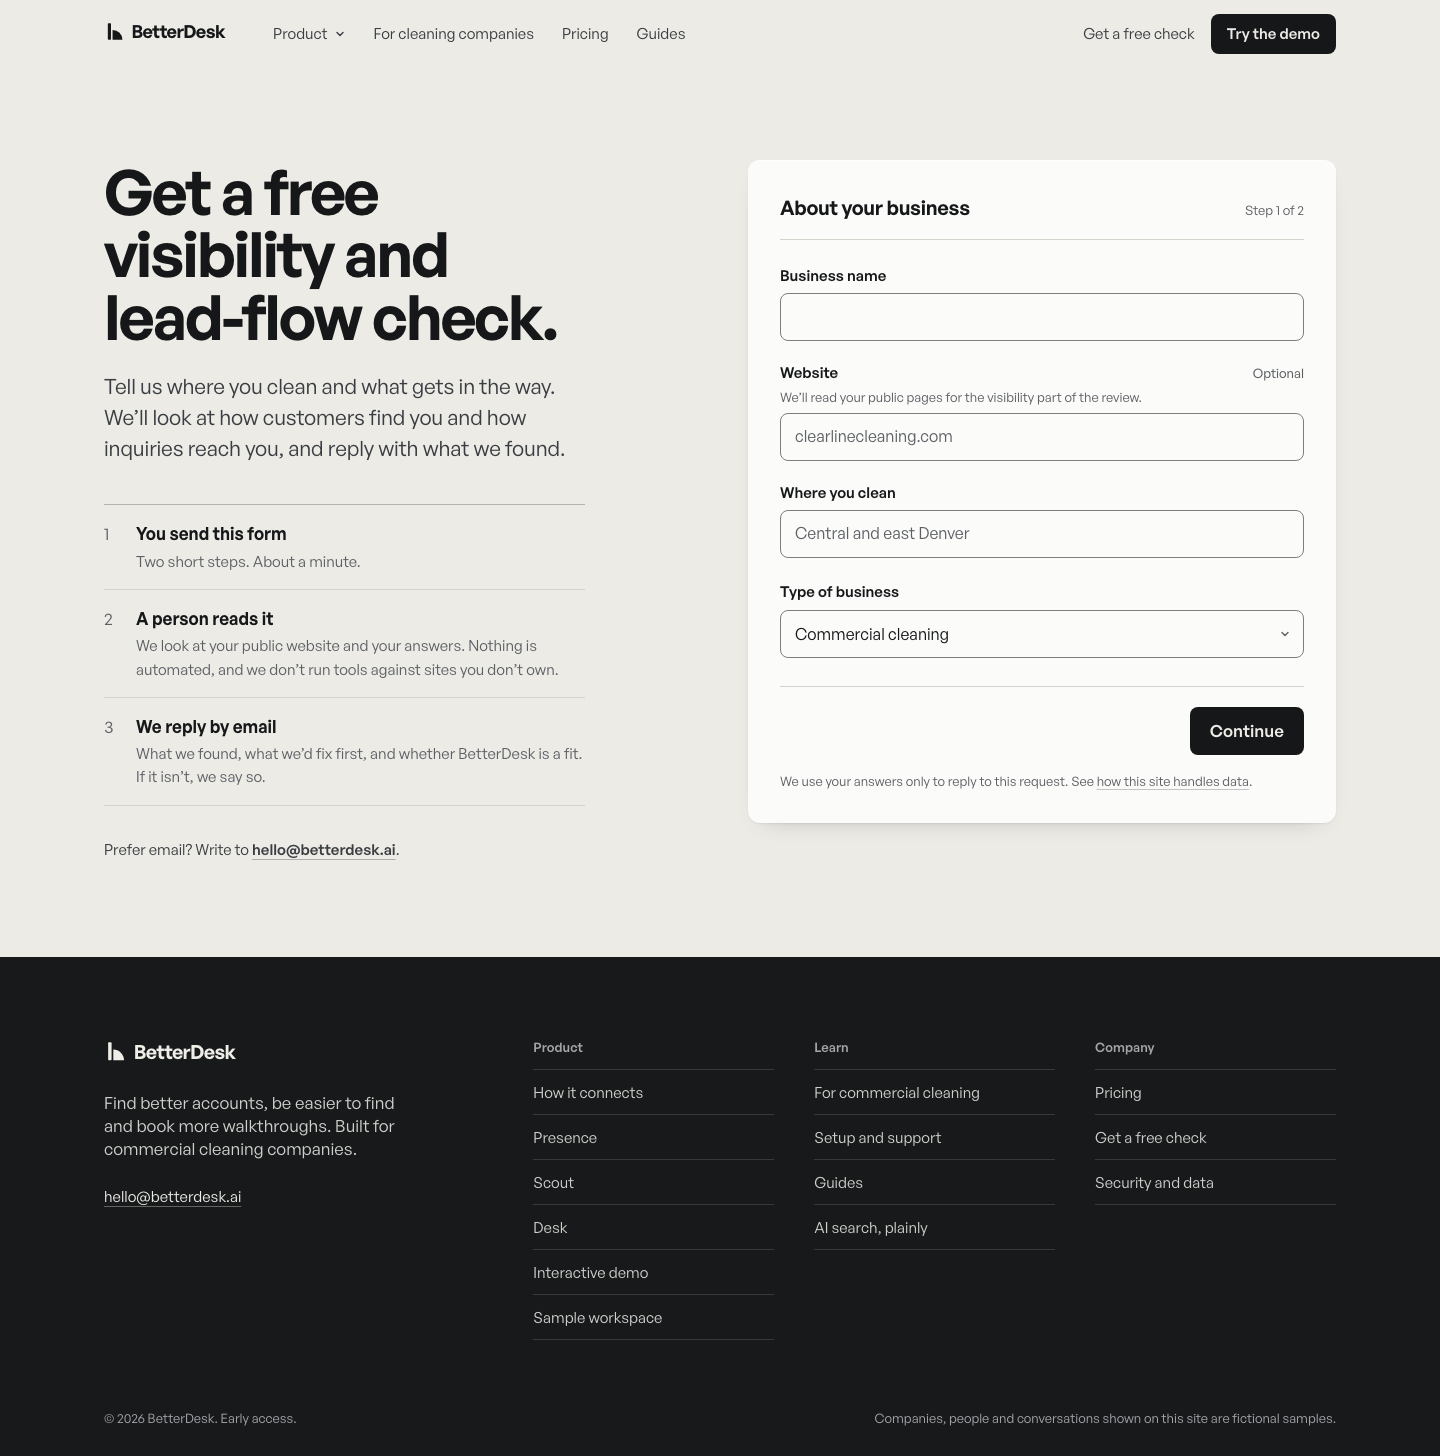 BetterDesk
Product
For cleaning companies
Pricing
Guides
Get a free check
Try the demo
Get a free
visibility and
lead-flow check.
Tell us where you clean and what gets in the way.
We’ll look at how customers find you and how
inquiries reach you, and reply with what we found.
1
You send this form
Two short steps. About a minute.
2
A person reads it
We look at your public website and your answers. Nothing is
automated, and we don’t run tools against sites you don’t own.
3
We reply by email
What we found, what we’d fix first, and whether BetterDesk is a fit.
If it isn’t, we say so.
Prefer email? Write to hello@betterdesk.ai.
About your business
Step 1 of 2
Business name
Website
Optional
We’ll read your public pages for the visibility part of the review.
clearlinecleaning.com
Where you clean
Central and east Denver
Type of business
Commercial cleaning
Continue
We use your answers only to reply to this request. See how this site handles data.
BetterDesk
Find better accounts, be easier to find
and book more walkthroughs. Built for
commercial cleaning companies.
hello@betterdesk.ai
Product
How it connects
Presence
Scout
Desk
Interactive demo
Sample workspace
Learn
For commercial cleaning
Setup and support
Guides
AI search, plainly
Company
Pricing
Get a free check
Security and data
© 2026 BetterDesk. Early access.
Companies, people and conversations shown on this site are fictional samples.